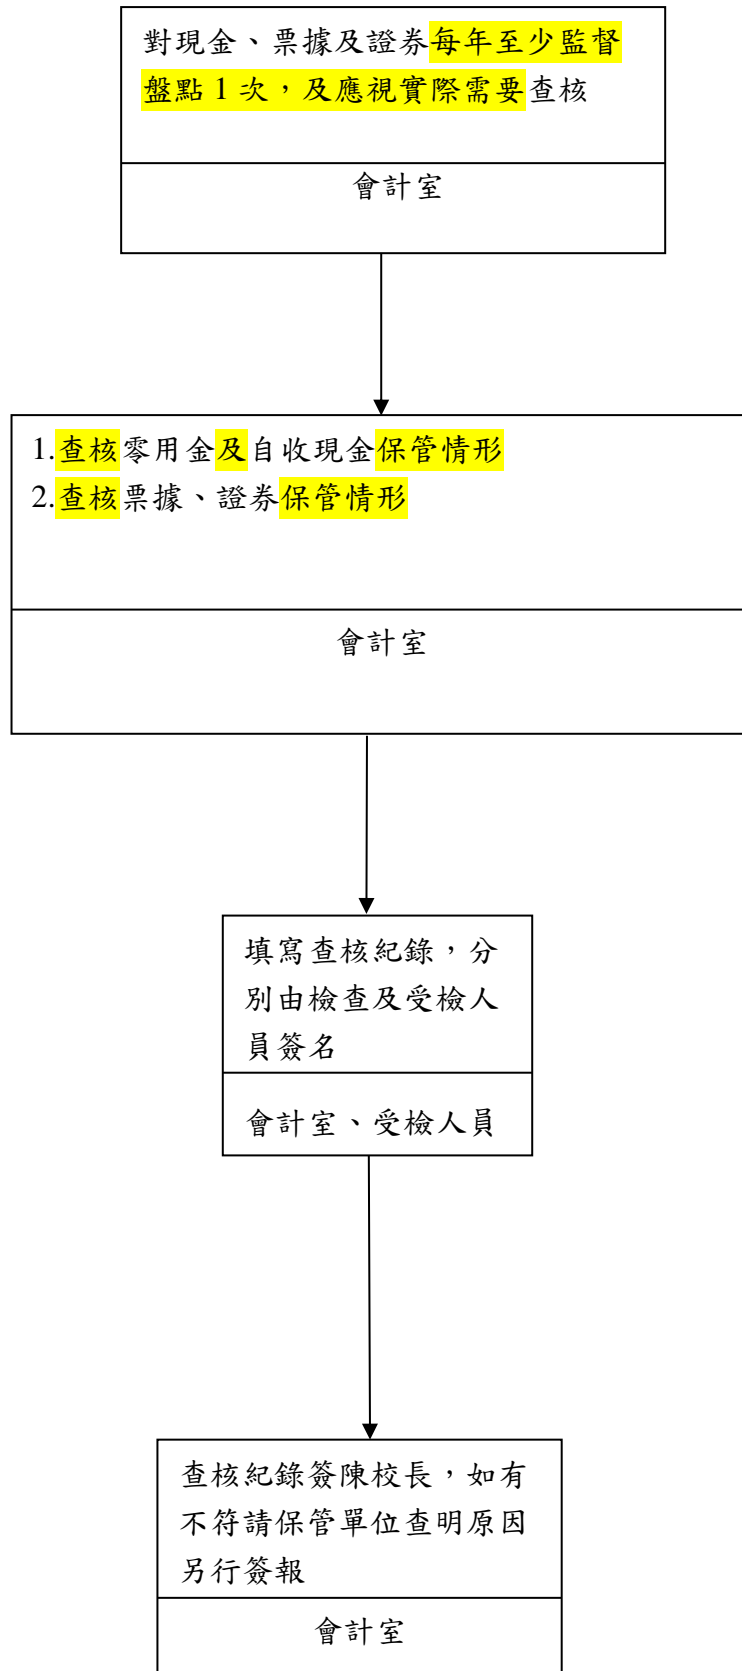 對現金、票據及證券每年至少監督
盤點 1 次，及應視實際需要查核
會計室
1.查核零用金及自收現金保管情形
2.查核票據、證券保管情形
會計室
填寫查核紀錄，分
別由檢查及受檢人
員簽名
會計室、受檢人員
查核紀錄簽陳校長，如有
不符請保管單位查明原因
另行簽報
會計室